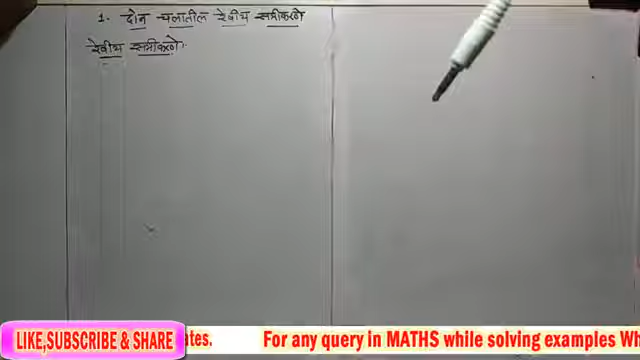 1. दोन चलातील रेषीय समीकरणे
रेषीय समीकरणे:-
LIKE,SUBSCRIBE & SHARE
ates.
For any query in MATHS while solving examples Wh